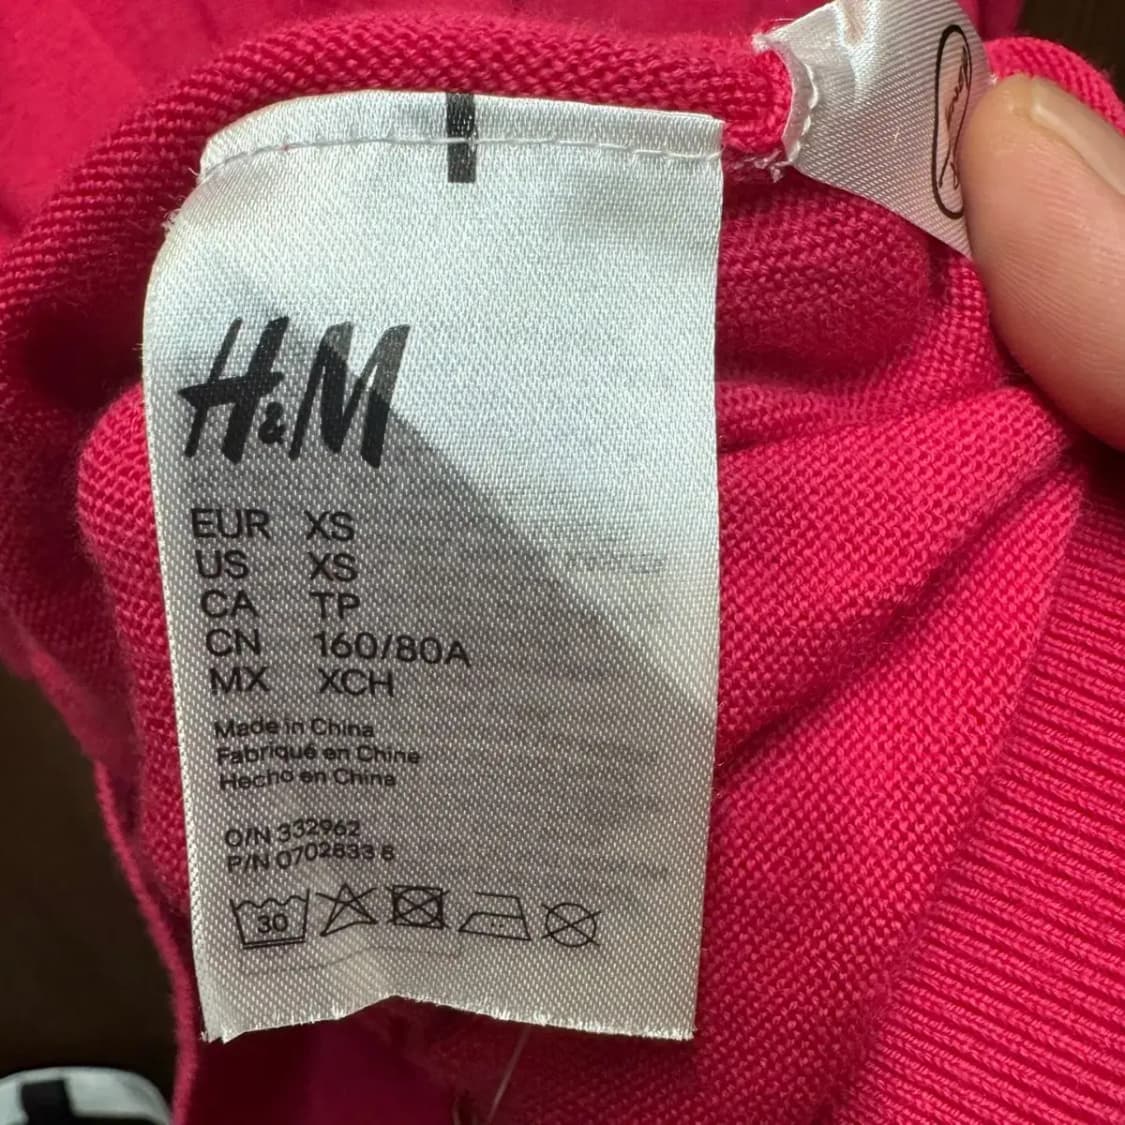 H&M
EUR XS
US XS
CA TP
CN 160/80A
MX XCH
Made in China
Fabriqué en Chine
Hecho en China
O/N 332962
P/N 0702833 6
30